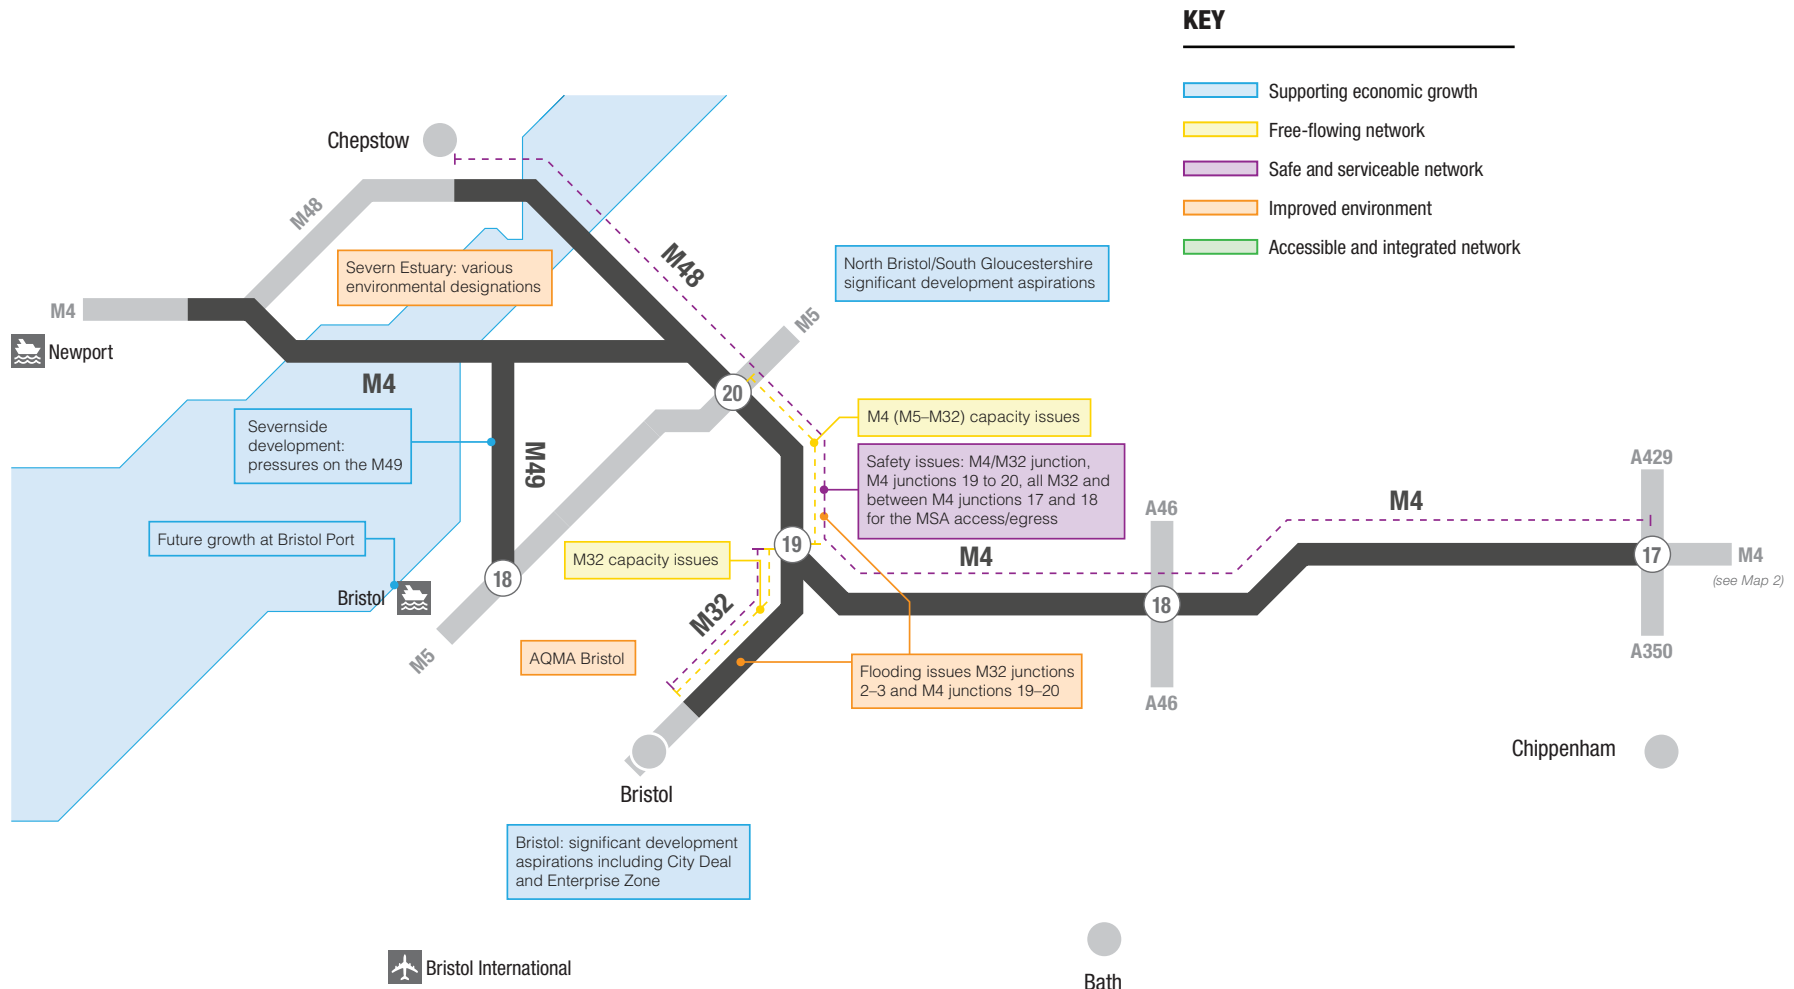 KEY
Supporting economic growth
Free-flowing network
Safe and serviceable network
Improved environment
Accessible and integrated network
Chepstow
M48
Severn Estuary: various
environmental designations
M48
North Bristol/South Gloucestershire
significant development aspirations
M4
Newport
M5
M4
20
Severnside
development:
pressures on the M49
M49
M4 (M5–M32) capacity issues
Safety issues: M4/M32 junction,
M4 junctions 19 to 20, all M32 and
between M4 junctions 17 and 18
for the MSA access/egress
A429
M4
A46
Future growth at Bristol Port
M32 capacity issues
19
M4
17
M4
(see Map 2)
18
Bristol
18
M32
M5
AQMA Bristol
Flooding issues M32 junctions
2–3 and M4 junctions 19–20
A350
A46
Chippenham
Bristol
Bristol: significant development
aspirations including City Deal
and Enterprise Zone
Bristol International
Bath